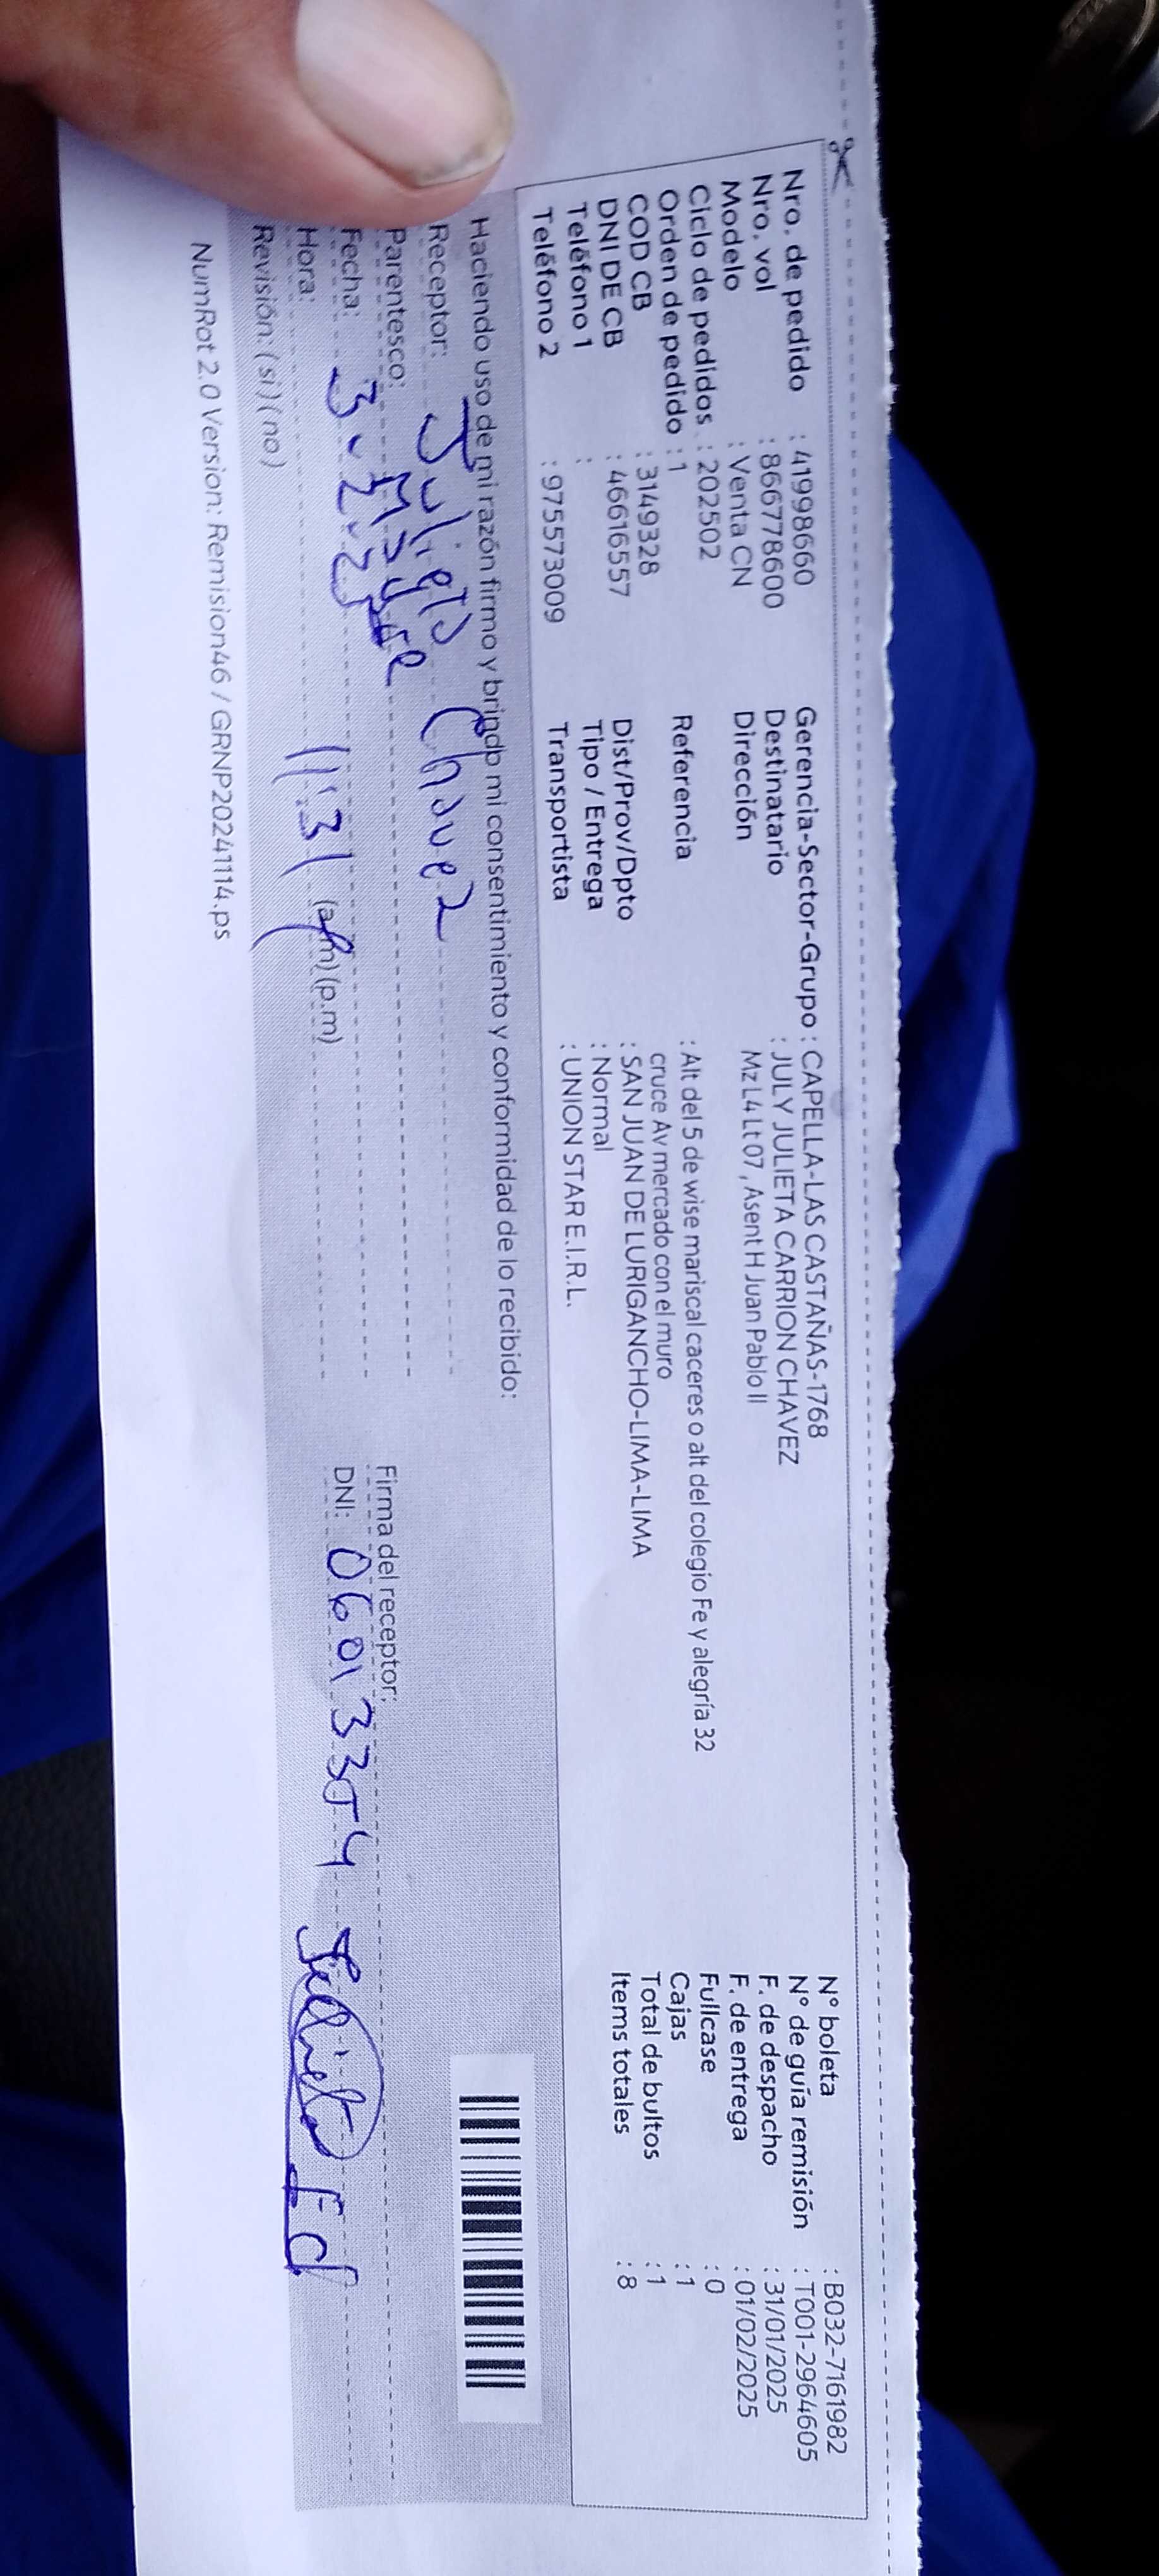 Nro. de pedido : 41998660
Nro. vol : 866778600
Modelo : Venta CN
Ciclo de pedidos : 202502
Orden de pedido : 1
COD CB : 3149328
DNI DE CB : 46616557
Teléfono 1 :
Teléfono 2 : 975573009
Gerencia-Sector-Grupo : CAPELLA-LAS CASTAÑAS-1768
Destinatario : JULY JULIETA CARRION CHAVEZ
Dirección Mz L4 Lt 07 , Asent H Juan Pablo II
Referencia : Alt del 5 de wise mariscal caceres o alt del colegio Fe y alegría 32
cruce Av mercado con el muro
Dist/Prov/Dpto : SAN JUAN DE LURIGANCHO-LIMA-LIMA
Tipo / Entrega : Normal
Transportista : UNION STAR E.I.R.L.
N° boleta : B032-7161982
N° de guía remisión : T001-2964605
F. de despacho : 31/01/2025
F. de entrega : 01/02/2025
Fullcase : 0
Cajas : 1
Total de bultos : 1
Items totales : 8
Haciendo uso de mi razón firmo y brindo mi consentimiento y conformidad de lo recibido:
Receptor: Julieta Chavez
Parentesco:
Fecha: 3-2-25
Hora: 11:31 (a.m) (p.m)
Revisión: (si) (no)
Firma del receptor:
DNI:
NumRot 2.0 Version: Remision46 / GRNP20241114.ps